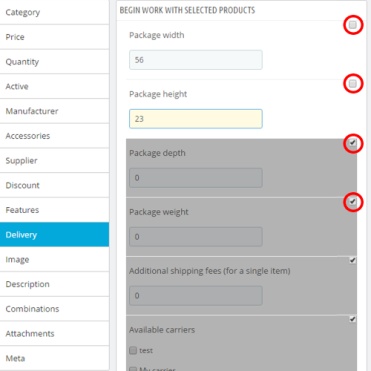 Category
Price
Quantity
Active
Manufacturer
Accessories
Supplier
Discount
Features
Delivery
Image
Description
Combinations
Attachments
Meta
BEGIN WORK WITH SELECTED PRODUCTS
Package width
56
Package height
23
Package depth
0
Package weight
0
Additional shipping fees (for a single item)
0
Available carriers
test
My carrier